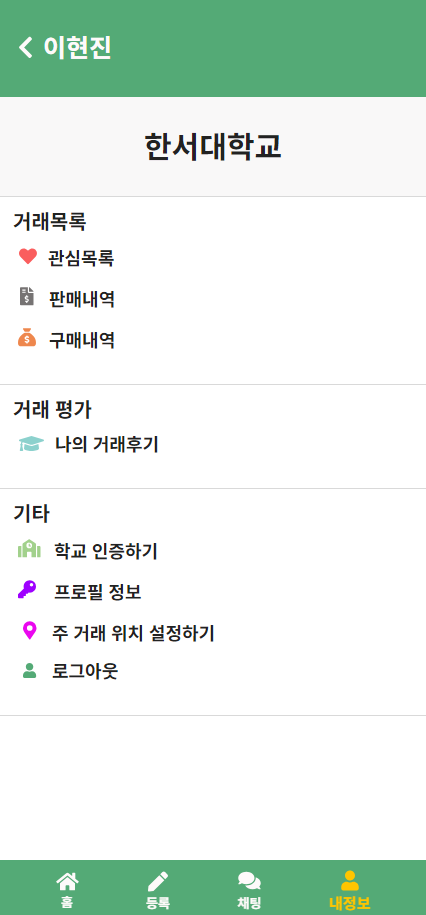 이현진
한서대학교
거래목록
관심목록
판매내역
구매내역
거래 평가
나의 거래후기
기타
학교 인증하기
프로필 정보
주 거래 위치 설정하기
로그아웃
홈 등록 채팅 내정보